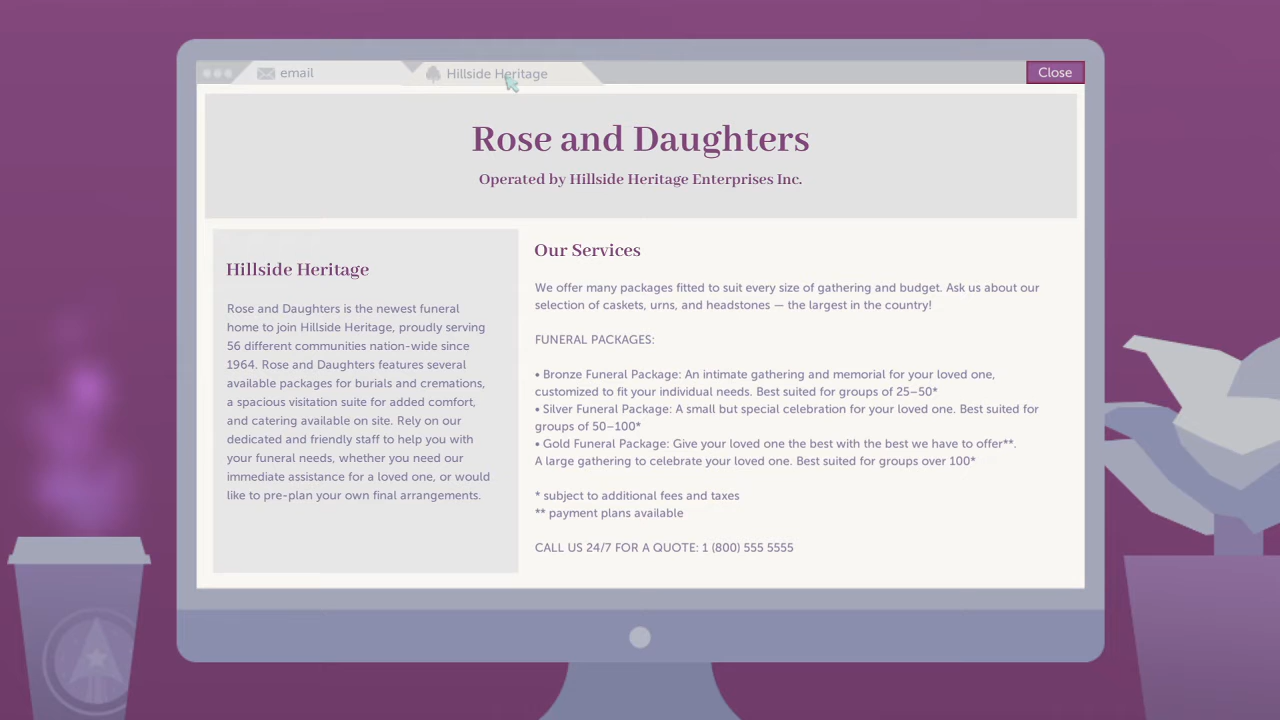 email
Hillside Heritage
Close
Rose and Daughters
Operated by Hillside Heritage Enterprises Inc.
Hillside Heritage
Rose and Daughters is the newest funeral
home to join Hillside Heritage, proudly serving
56 different communities nation-wide since
1964. Rose and Daughters features several
available packages for burials and cremations,
a spacious visitation suite for added comfort,
and catering available on site. Rely on our
dedicated and friendly staff to help you with
your funeral needs, whether you need our
immediate assistance for a loved one, or would
like to pre-plan your own final arrangements.
Our Services
We offer many packages fitted to suit every size of gathering and budget. Ask us about our
selection of caskets, urns, and headstones — the largest in the country!
FUNERAL PACKAGES:
• Bronze Funeral Package: An intimate gathering and memorial for your loved one,
customized to fit your individual needs. Best suited for groups of 25–50*
• Silver Funeral Package: A small but special celebration for your loved one. Best suited for
groups of 50–100*
• Gold Funeral Package: Give your loved one the best with the best we have to offer**.
A large gathering to celebrate your loved one. Best suited for groups over 100*
* subject to additional fees and taxes
** payment plans available
CALL US 24/7 FOR A QUOTE: 1 (800) 555 5555